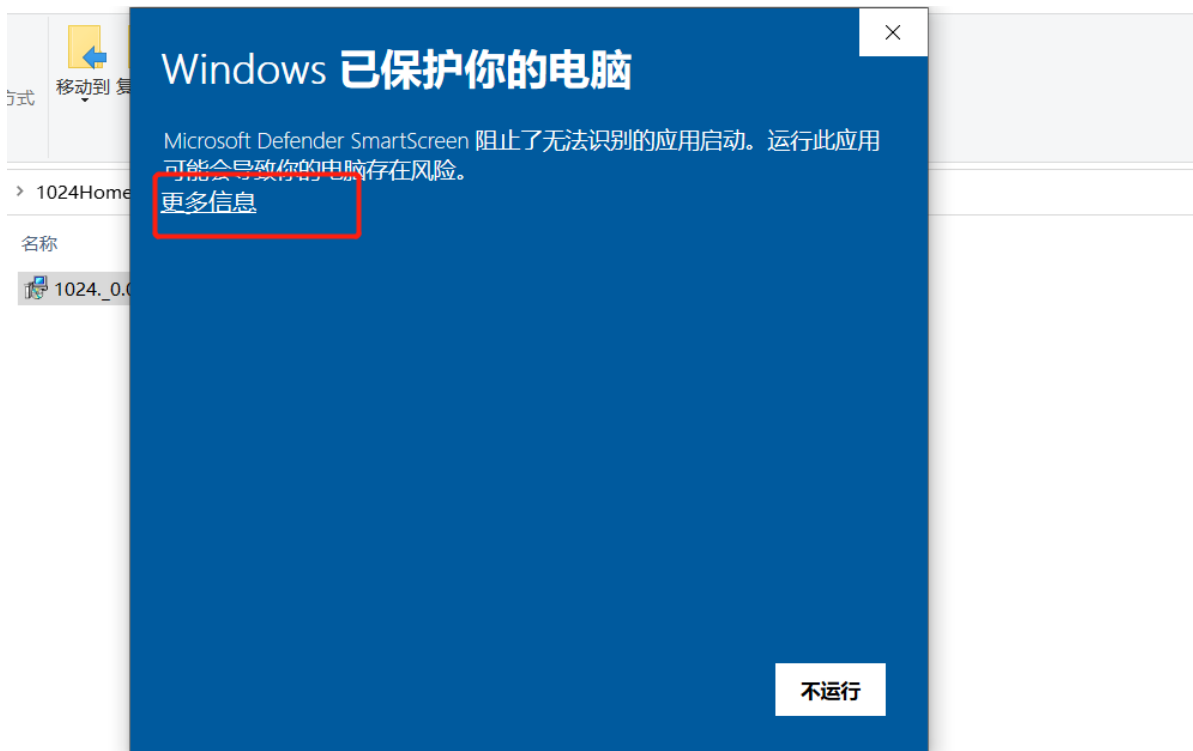 Windows 已保护你的电脑
移动到 复
方式
Microsoft Defender SmartScreen 阻止了无法识别的应用启动。运行此应用
可能会导致你的电脑存在风险。
更多信息
1024Home
名称
1024._0.0
不运行